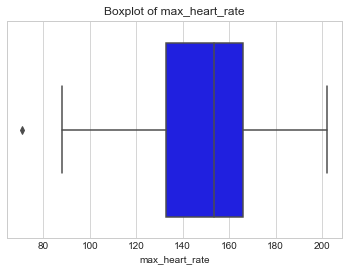 Boxplot of max_heart_rate
80 100 120 140 160 180 200
max_heart_rate